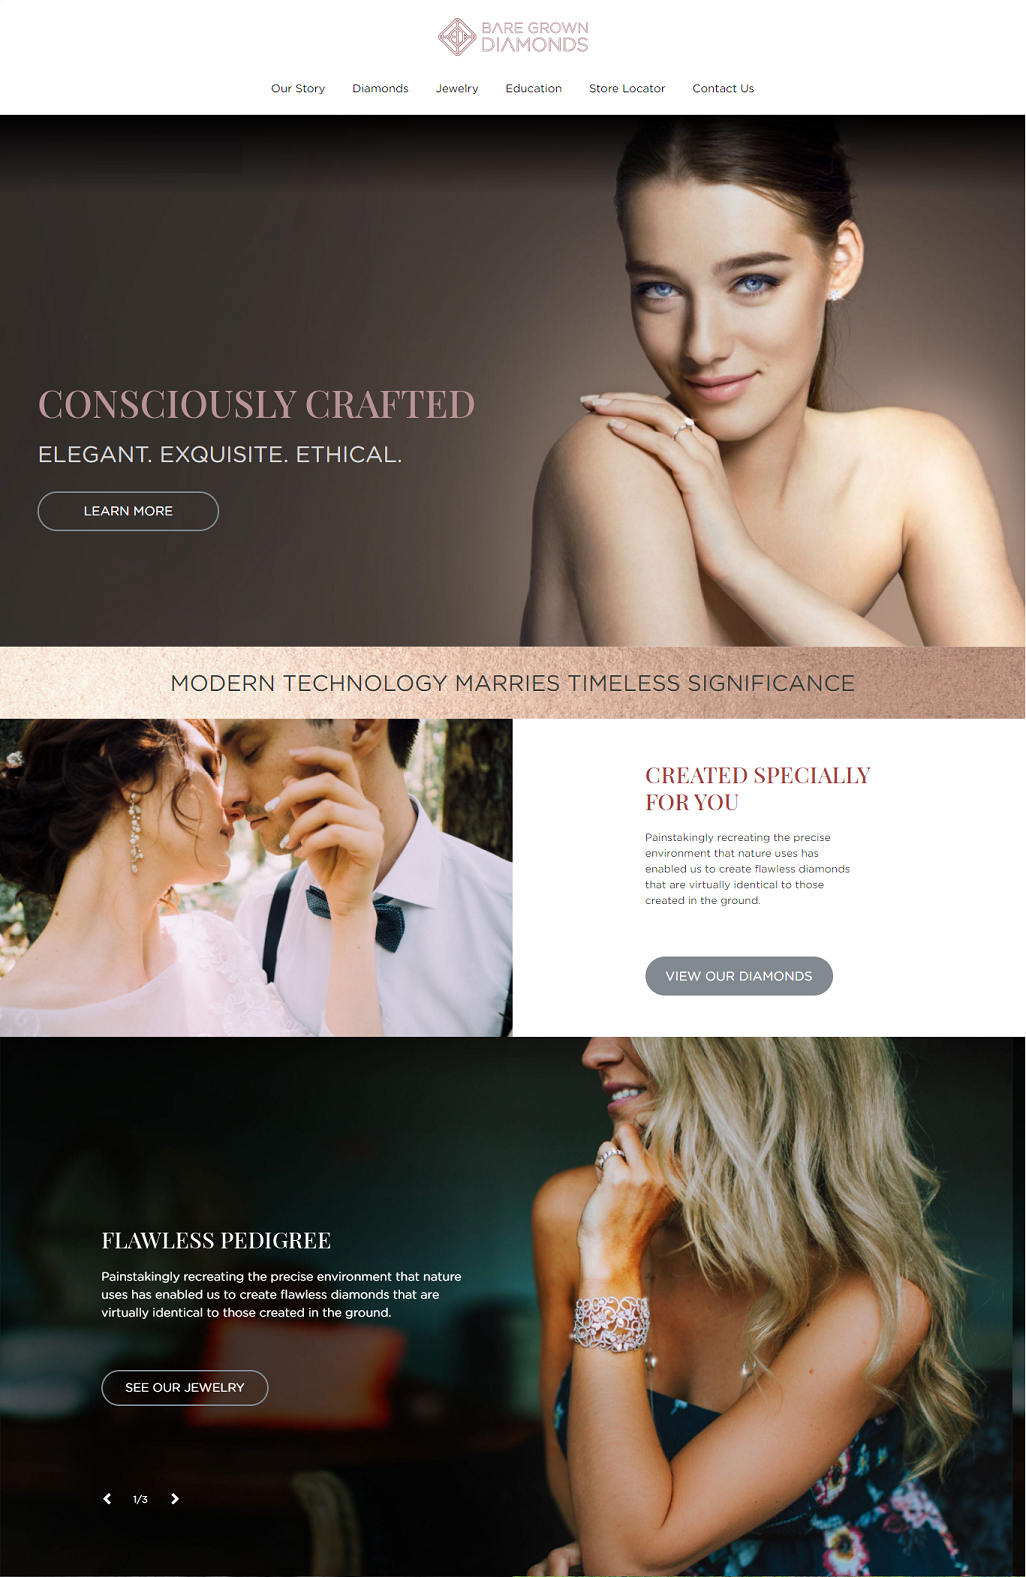 BARE GROWN
DIAMONDS
Our Story Diamonds Jewelry Education Store Locator Contact Us
CONSCIOUSLY CRAFTED
ELEGANT. EXQUISITE. ETHICAL.
LEARN MORE
MODERN TECHNOLOGY MARRIES TIMELESS SIGNIFICANCE
CREATED SPECIALLY
FOR YOU
Painstakingly recreating the precise
environment that nature uses has
enabled us to create flawless diamonds
that are virtually identical to those
created in the ground.
VIEW OUR DIAMONDS
FLAWLESS PEDIGREE
Painstakingly recreating the precise environment that nature
uses has enabled us to create flawless diamonds that are
virtually identical to those created in the ground.
SEE OUR JEWELRY
1/3